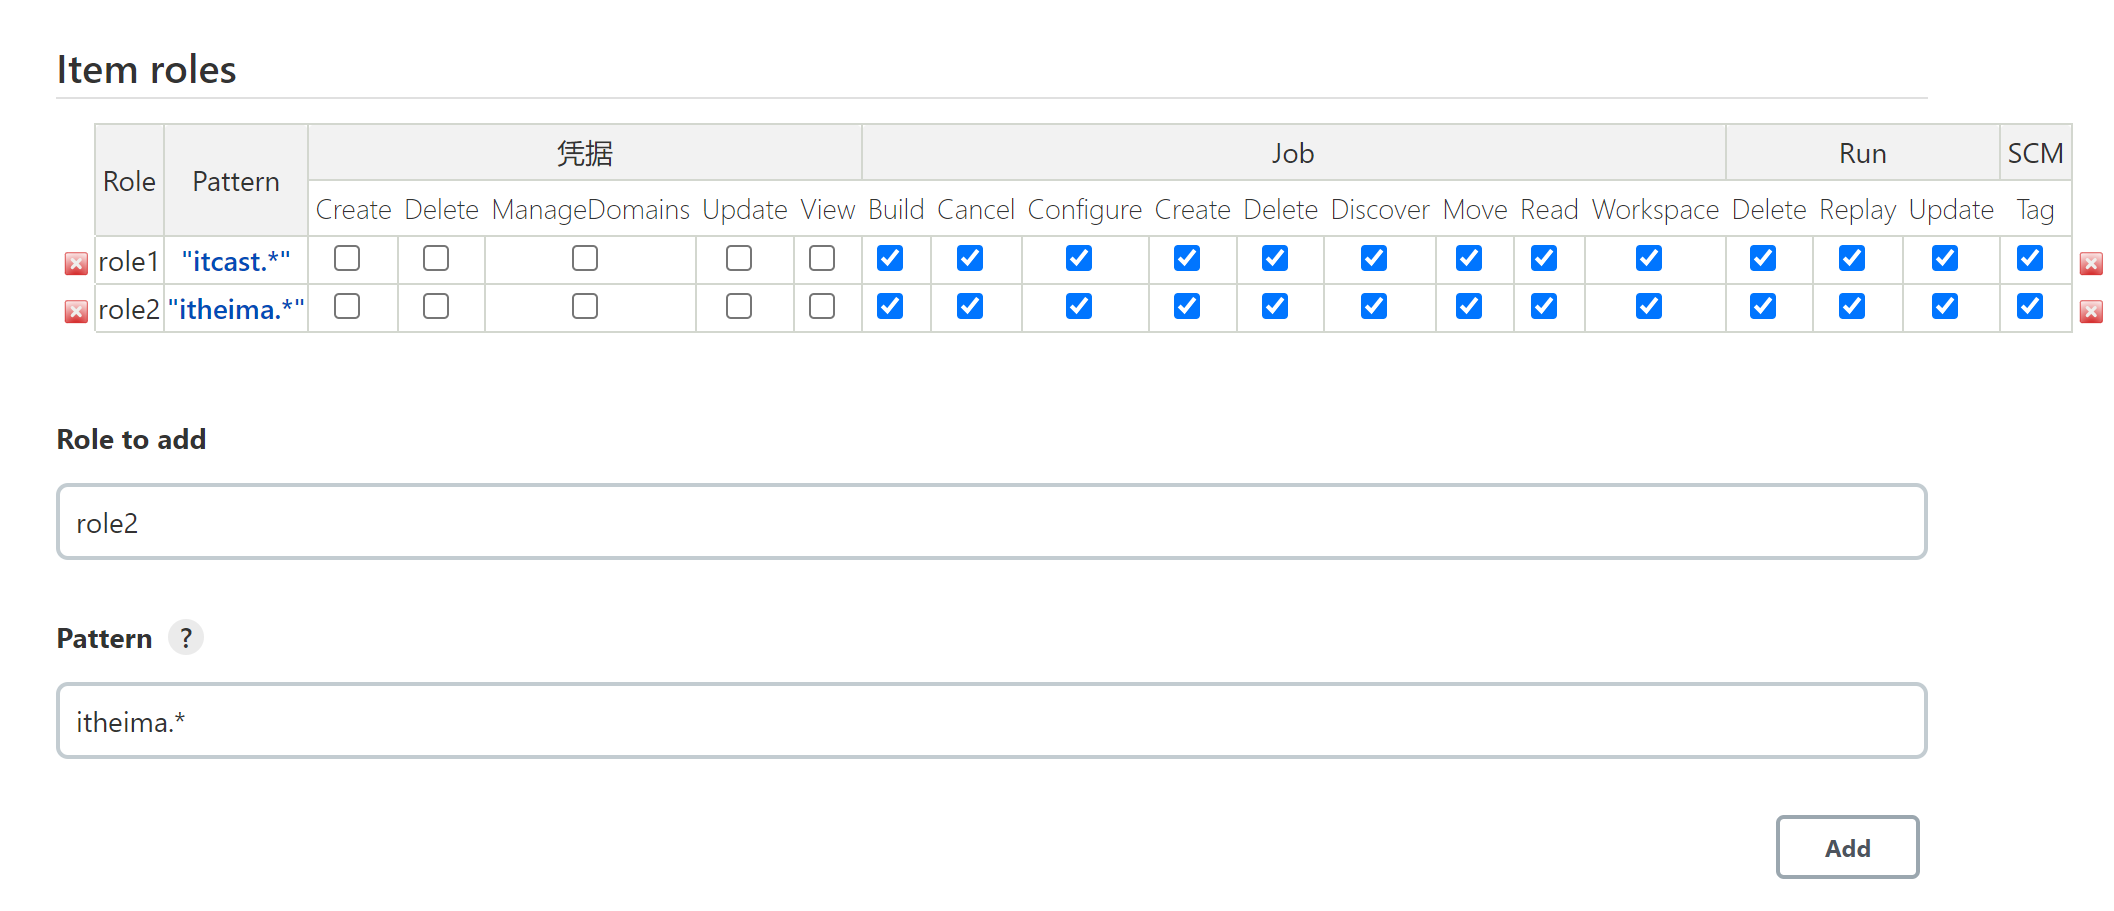 Item roles
Role Pattern 凭据 Job Run SCM
Create Delete ManageDomains Update View Build Cancel Configure Create Delete Discover Move Read Workspace Delete Replay Update Tag
role1 "itcast.*"
role2 "itheima.*"
Role to add
role2
Pattern ?
itheima.*
Add